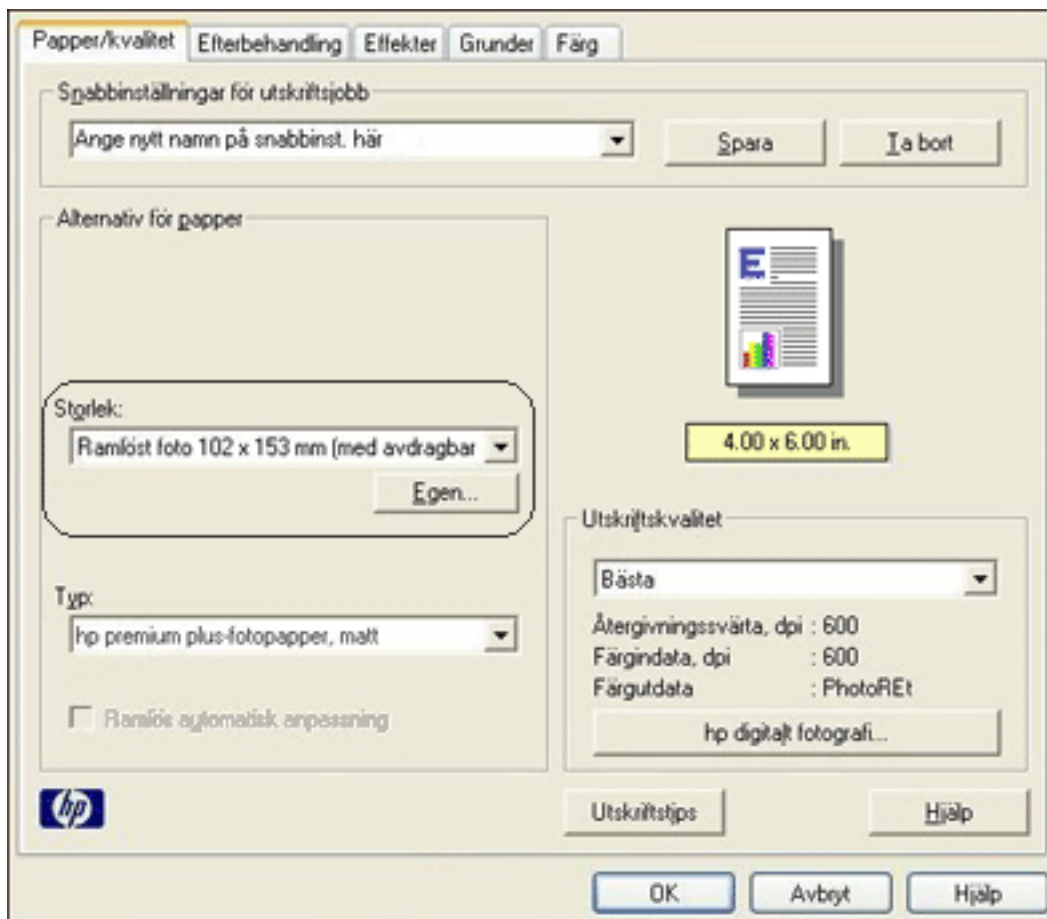 Papper/kvalitet Efterbehandling Effekter Grunder Färg
Snabbinställningar för utskriftsjobb
Ange nytt namn på snabbinst. här
Spara
Ta bort
Alternativ för papper
E
4.00 x 6.00 in.
Storlek:
Ramlöst foto 102 x 153 mm (med avdragbar
Egen...
Typ:
hp premium plus-fotopapper, matt
Ramlös automatisk anpassning
Utskriftskvalitet
Bästa
Återgivningssvärta, dpi : 600
Färgindata, dpi : 600
Färgutdata : PhotoREt
hp digitalt fotografi...
hp
Utskriftstips
Hjälp
OK
Avbryt
Hjälp